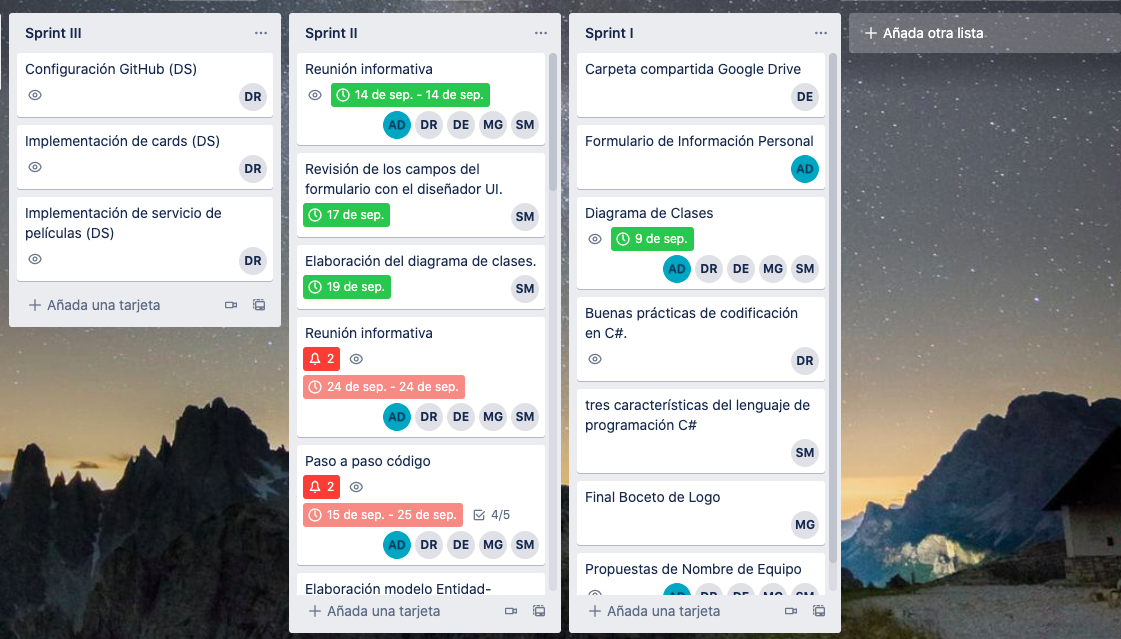 Sprint III
Configuración GitHub (DS)
DR
Implementación de cards (DS)
DR
Implementación de servicio de
películas (DS)
DR
Añada una tarjeta
Sprint II
Reunión informativa
14 de sep. - 14 de sep.
AD DR DE MG SM
Revisión de los campos del
formulario con el diseñador UI.
17 de sep.
SM
Elaboración del diagrama de clases.
19 de sep.
SM
Reunión informativa
2
24 de sep. - 24 de sep.
AD DR DE MG SM
Paso a paso código
2
15 de sep. - 25 de sep. 4/5
AD DR DE MG SM
Elaboración modelo Entidad-
Añada una tarjeta
Sprint I
Carpeta compartida Google Drive
DE
Formulario de Información Personal
AD
Diagrama de Clases
9 de sep.
AD DR DE MG SM
Buenas prácticas de codificación
en C#.
DR
tres características del lenguaje de
programación C#
SM
Final Boceto de Logo
MG
Propuestas de Nombre de Equipo
AD DR DE MG SM
Añada una tarjeta
Añada otra lista